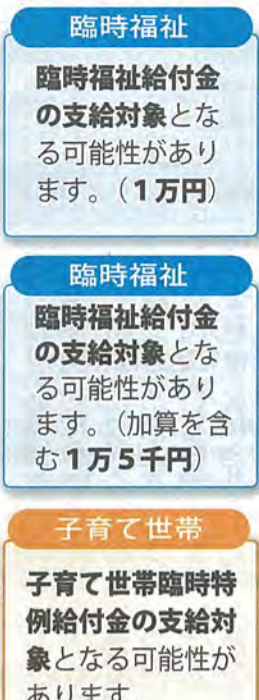 臨時福祉
臨時福祉給付金
の支給対象とな
る可能性があり
ます。（１万円）
臨時福祉
臨時福祉給付金
の支給対象とな
る可能性があり
ます。（加算を含
む１万５千円）
子育て世帯
子育て世帯臨時特
例給付金の支給対
象となる可能性が
あります